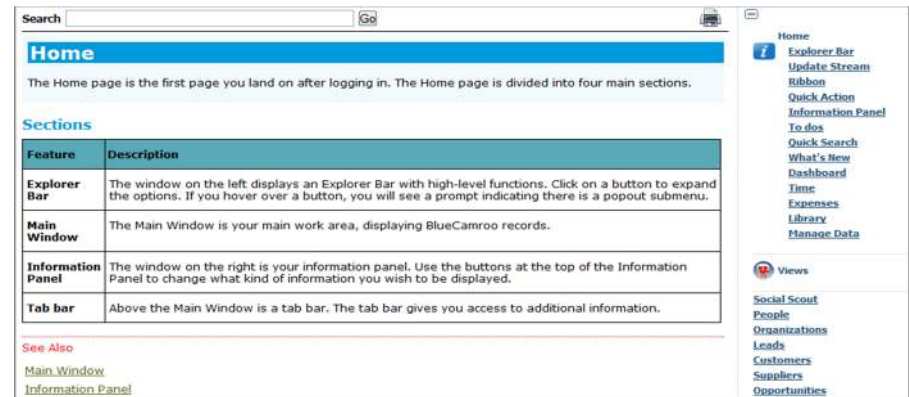 Search
Go
Home
The Home page is the first page you land on after logging in. The Home page is divided into four main sections.
Sections
Feature Description
Explorer Bar
The window on the left displays an Explorer Bar with high-level functions. Click on a button to expand
the options. If you hover over a button, you will see a prompt indicating there is a popout submenu.
Main Window
The Main Window is your main work area, displaying BlueCamroo records.
Information Panel
The window on the right is your information panel. Use the buttons at the top of the Information
Panel to change what kind of information you wish to be displayed.
Tab bar
Above the Main Window is a tab bar. The tab bar gives you access to additional information.
See Also
Main Window
Information Panel
Home
Explorer Bar
Update Stream
Ribbon
Quick Action
Information Panel
To dos
Quick Search
What's New
Dashboard
Time
Expenses
Library
Manage Data
Views
Social Scout
People
Organizations
Leads
Customers
Suppliers
Opportunities